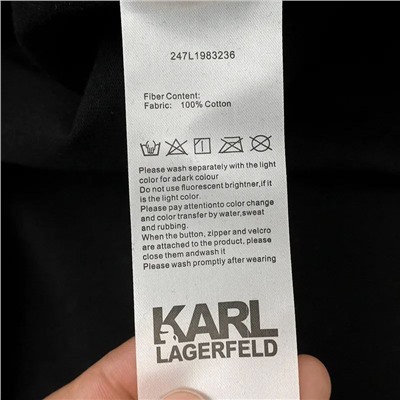 247L1983236
Fiber Content:
Fabric: 100% Cotton
Please wash separately with the light
color for adark colour
Do not use fluorescent brightner,if it
is the light color.
Please pay attentionto color change
and color transfer by water,sweat
and rubbing.
When the button, zipper and velcro
are attached to the product, please
close them andwash it
Please wash promptly after wearing
KARL
LAGERFELD